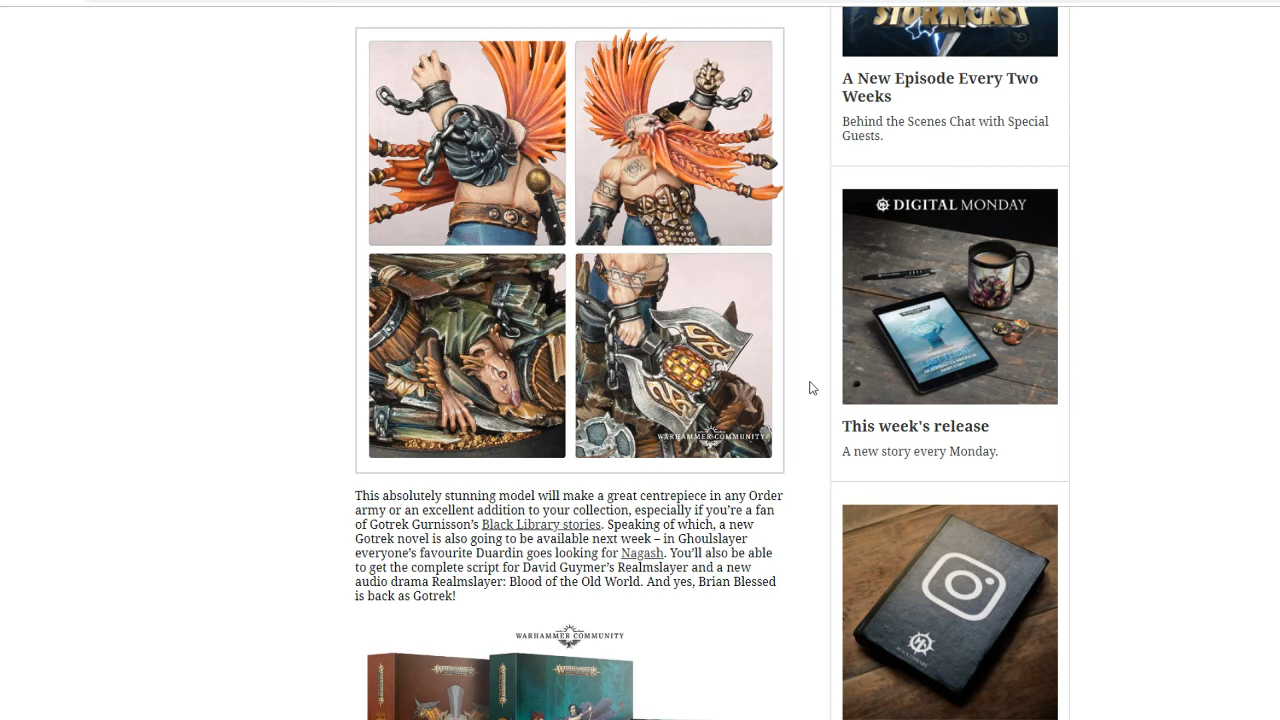 STORMCAST
A New Episode Every Two
Weeks
Behind the Scenes Chat with Special
Guests.
DIGITAL MONDAY
This week's release
A new story every Monday.
WARHAMMER COMMUNITY
This absolutely stunning model will make a great centrepiece in any Order
army or an excellent addition to your collection, especially if you’re a fan
of Gotrek Gurnisson’s Black Library stories. Speaking of which, a new
Gotrek novel is also going to be available next week – in Ghoulslayer
everyone’s favourite Duardin goes looking for Nagash. You’ll also be able
to get the complete script for David Guymer’s Realmslayer and a new
audio drama Realmslayer: Blood of the Old World. And yes, Brian Blessed
is back as Gotrek!
WARHAMMER COMMUNITY